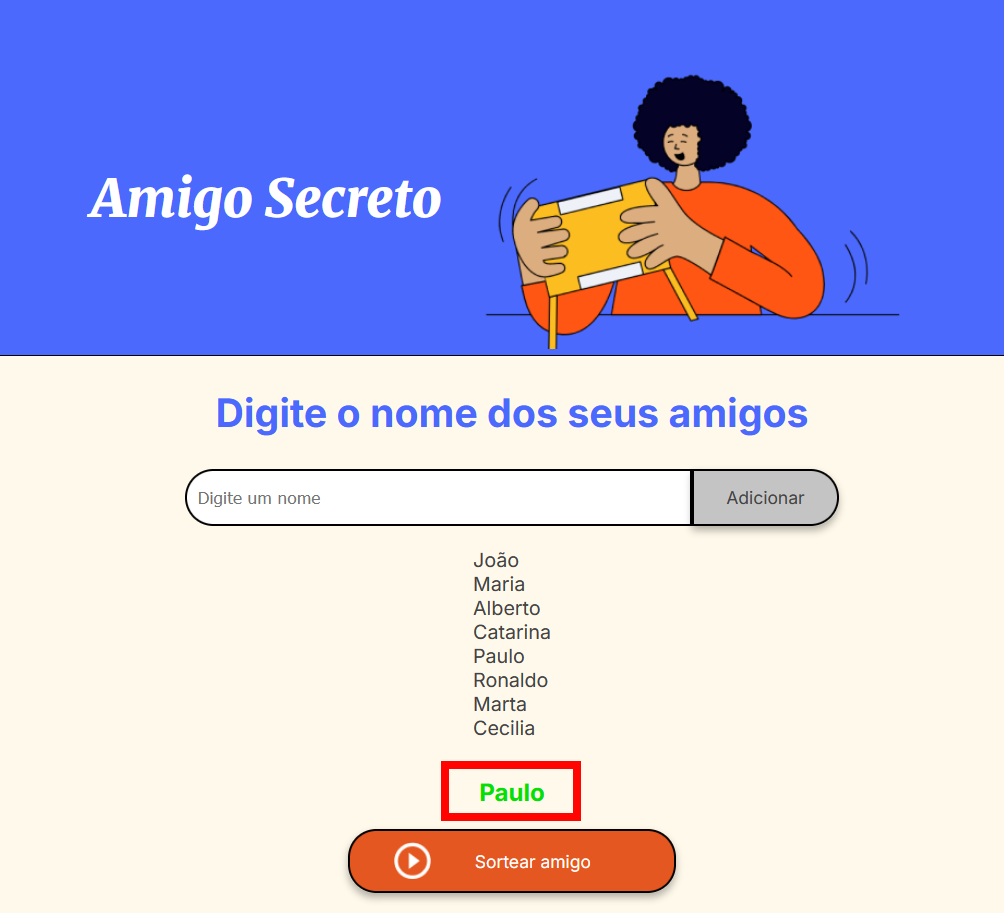 Amigo Secreto
Digite o nome dos seus amigos
Digite um nome
Adicionar
João
Maria
Alberto
Catarina
Paulo
Ronaldo
Marta
Cecilia
Paulo
Sortear amigo